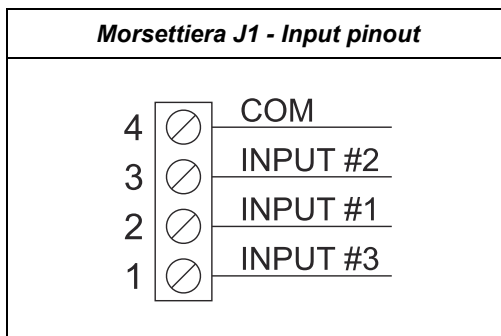 Morsettiera J1 - Input pinout
4 COM
3 INPUT #2
2 INPUT #1
1 INPUT #3